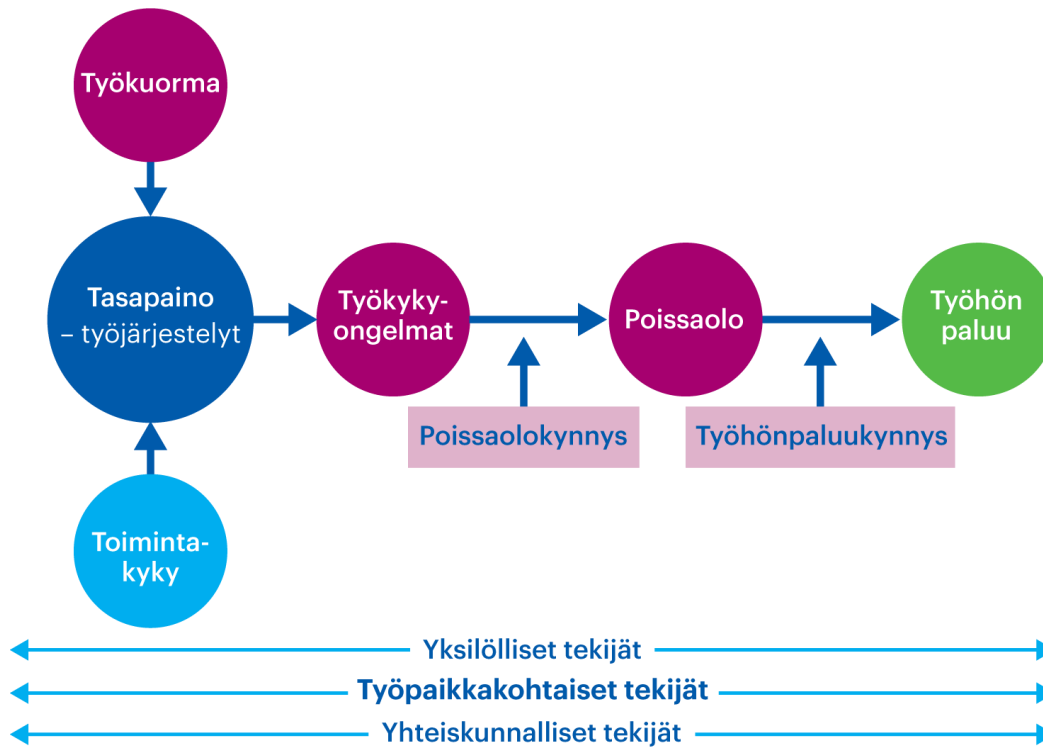 Työkuorma
Tasapaino
– työjärjestelyt
Työkyky-
ongelmat
Poissaolo
Työhön
paluu
Poissaolokynnys
Työhönpaluukynnys
Toiminta-
kyky
Yksilölliset tekijät
Työpaikkakohtaiset tekijät
Yhteiskunnalliset tekijät